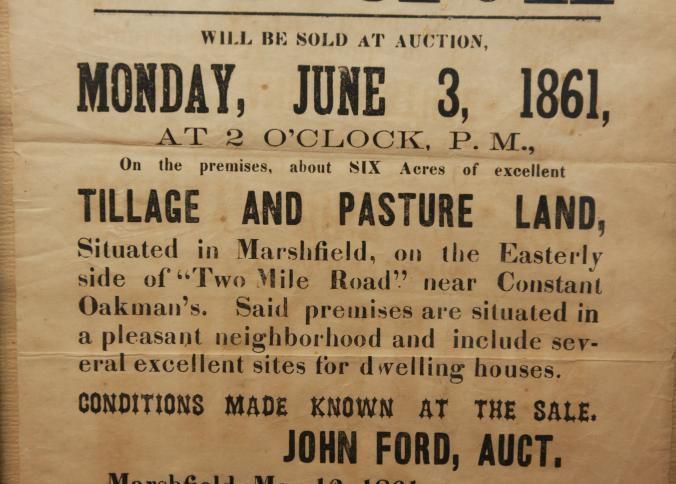 WILL BE SOLD AT AUCTION,
MONDAY, JUNE 3, 1861,
AT 2 O'CLOCK, P. M.,
On the premises, about SIX Acres of excellent
TILLAGE AND PASTURE LAND,
Situated in Marshfield, on the Easterly
side of "Two Mile Road" near Constant
Oakman's. Said premises are situated in
a pleasant neighborhood and include sev-
eral excellent sites for dwelling houses.
CONDITIONS MADE KNOWN AT THE SALE.
JOHN FORD, AUCT.
Marshfield, 1861